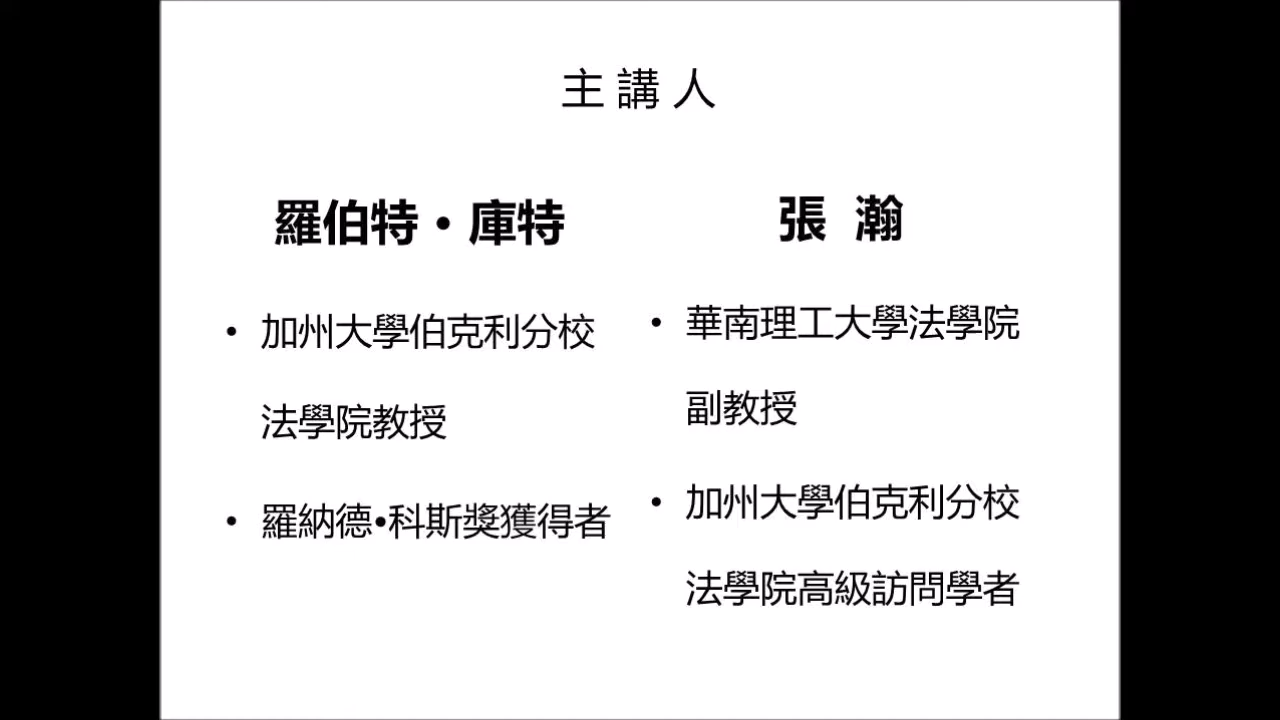 主講人
羅伯特•庫特
• 加州大學伯克利分校
法學院教授
• 羅納德•科斯獎獲得者
張 瀚
• 華南理工大學法學院
副教授
• 加州大學伯克利分校
法學院高級訪問學者